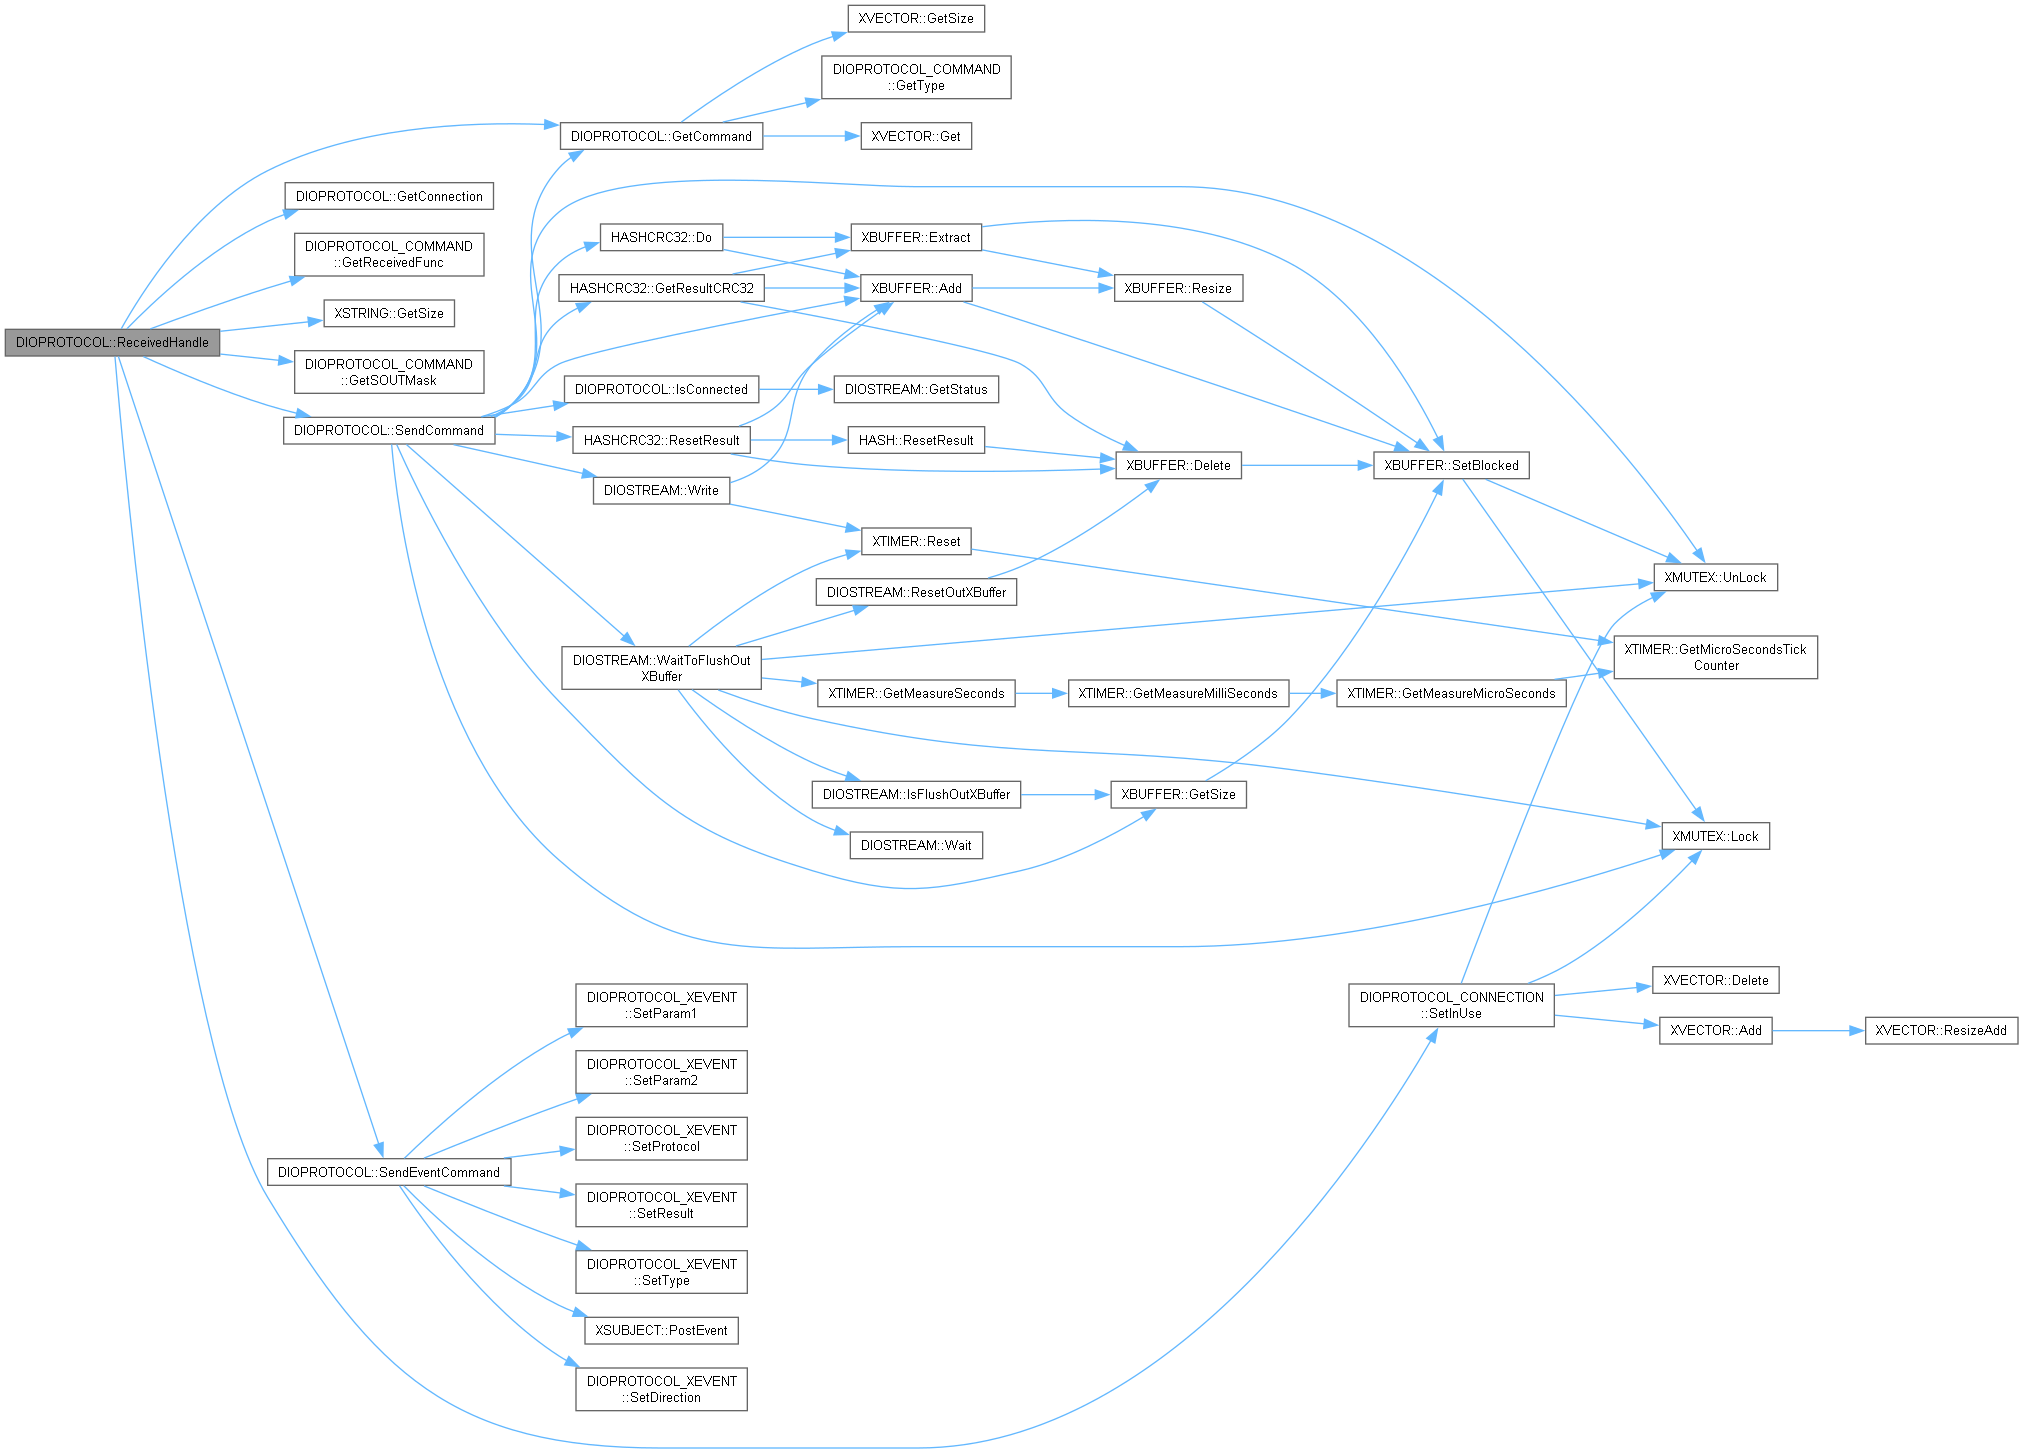 XVECTOR::GetSize
DIOPROTOCOL_COMMAND
::GetType
DIOPROTOCOL::GetCommand
XVECTOR::Get
DIOPROTOCOL::GetConnection
HASHCRC32::Do
XBUFFER::Extract
DIOPROTOCOL_COMMAND
::GetReceivedFunc
HASHCRC32::GetResultCRC32
XBUFFER::Add
XBUFFER::Resize
XSTRING::GetSize
DIOPROTOCOL::ReceivedHandle
DIOPROTOCOL_COMMAND
::GetSOUTMask
DIOPROTOCOL::IsConnected
DIOSTREAM::GetStatus
DIOPROTOCOL::SendCommand
HASHCRC32::ResetResult
HASH::ResetResult
XBUFFER::Delete
XBUFFER::SetBlocked
DIOSTREAM::Write
XTIMER::Reset
XMUTEX::UnLock
DIOSTREAM::ResetOutXBuffer
XTIMER::GetMicroSecondsTick
Counter
DIOSTREAM::WaitToFlushOut
XBuffer
XTIMER::GetMeasureSeconds
XTIMER::GetMeasureMilliSeconds
XTIMER::GetMeasureMicroSeconds
DIOSTREAM::IsFlushOutXBuffer
XBUFFER::GetSize
DIOSTREAM::Wait
XMUTEX::Lock
XVECTOR::Delete
DIOPROTOCOL_XEVENT
::SetParam1
DIOPROTOCOL_CONNECTION
::SetInUse
XVECTOR::Add
XVECTOR::ResizeAdd
DIOPROTOCOL_XEVENT
::SetParam2
DIOPROTOCOL_XEVENT
::SetProtocol
DIOPROTOCOL::SendEventCommand
DIOPROTOCOL_XEVENT
::SetResult
DIOPROTOCOL_XEVENT
::SetType
XSUBJECT::PostEvent
DIOPROTOCOL_XEVENT
::SetDirection